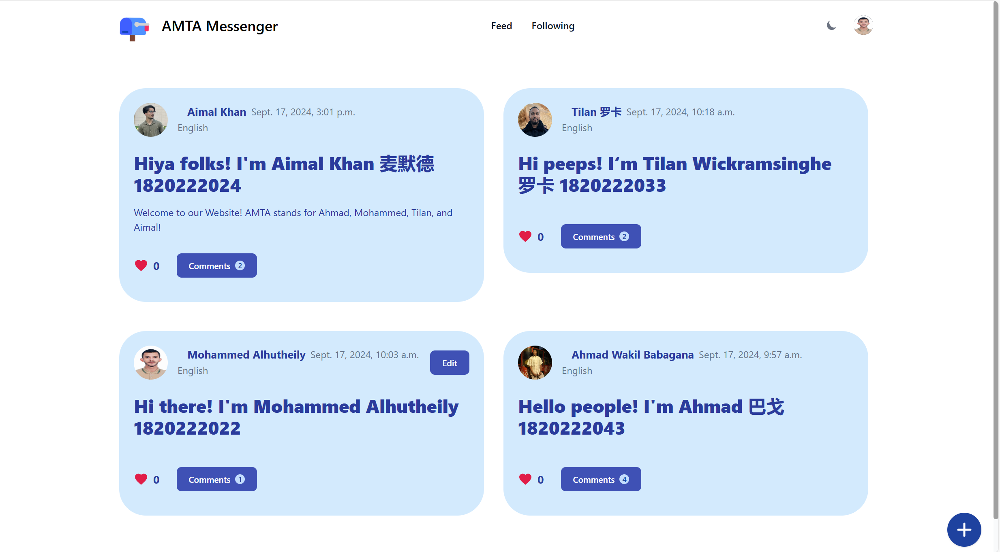 AMTA Messenger
Feed
Following
Aimal Khan Sept. 17, 2024, 3:01 p.m.
English
Hiya folks! I'm Aimal Khan 麦默德
1820222024
Welcome to our Website! AMTA stands for Ahmad, Mohammed, Tilan, and
Aimal!
0
Comments 2
Tilan 罗卡 Sept. 17, 2024, 10:18 a.m.
English
Hi peeps! I‘m Tilan Wickramsinghe
罗卡 1820222033
0
Comments 2
Mohammed Alhutheily Sept. 17, 2024, 10:03 a.m.
Edit
English
Hi there! I'm Mohammed Alhutheily
1820222022
0
Comments 1
Ahmad Wakil Babagana Sept. 17, 2024, 9:57 a.m.
English
Hello people! I'm Ahmad 巴戈
1820222043
0
Comments 4